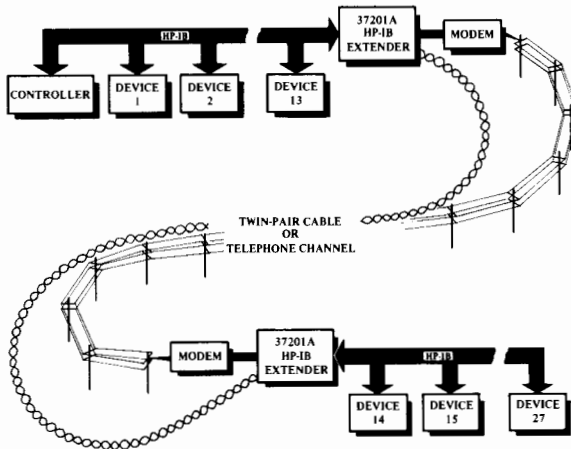 HP-IB
37201A
HP-IB
EXTENDER
MODEM
CONTROLLER
DEVICE
1
DEVICE
2
DEVICE
13
TWIN-PAIR CABLE
OR
TELEPHONE CHANNEL
MODEM
37201A
HP-IB
EXTENDER
HP-IB
DEVICE
14
DEVICE
15
DEVICE
27